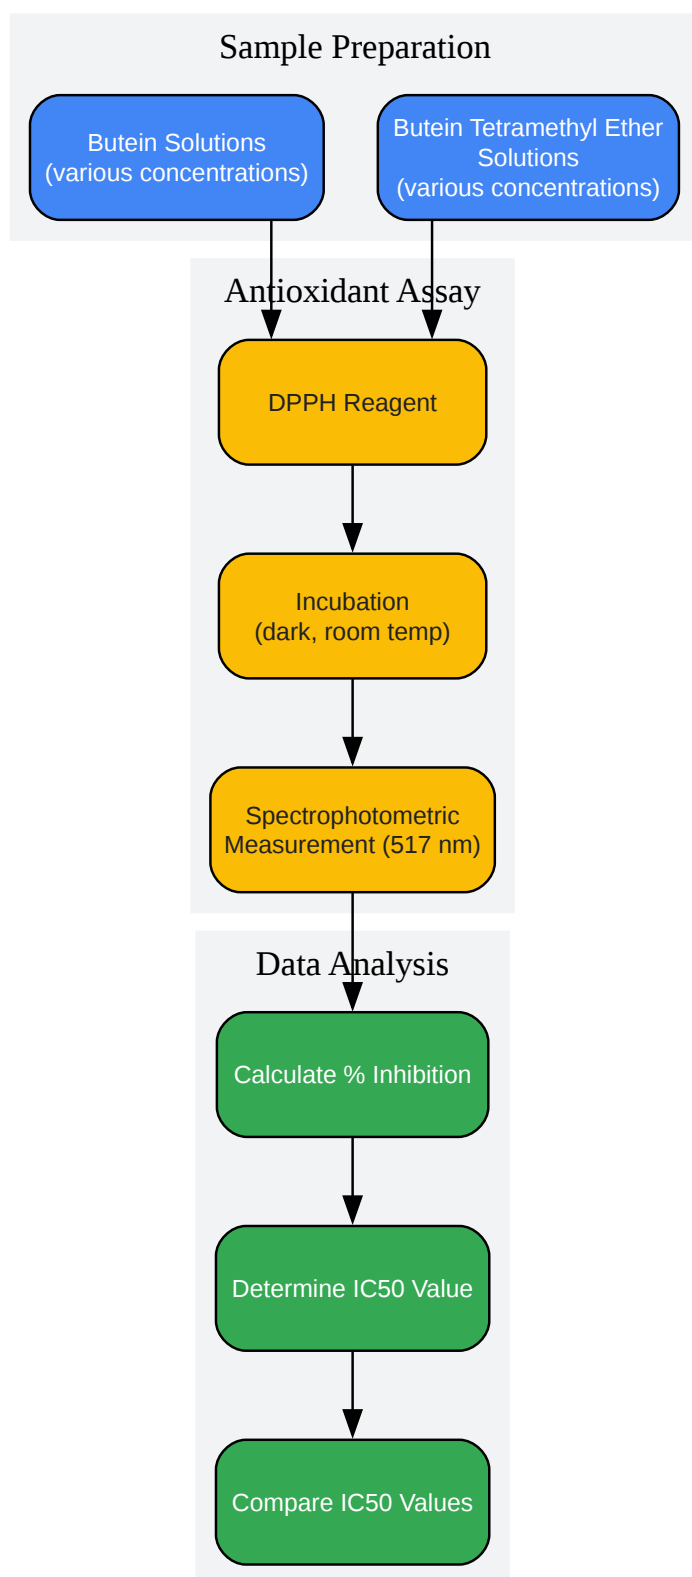 Sample Preparation
Butein Solutions
(various concentrations)
Butein Tetramethyl Ether
Solutions
(various concentrations)
Antioxidant Assay
DPPH Reagent
Incubation
(dark, room temp)
Spectrophotometric
Measurement (517 nm)
Data Analysis
Calculate % Inhibition
Determine IC50 Value
Compare IC50 Values